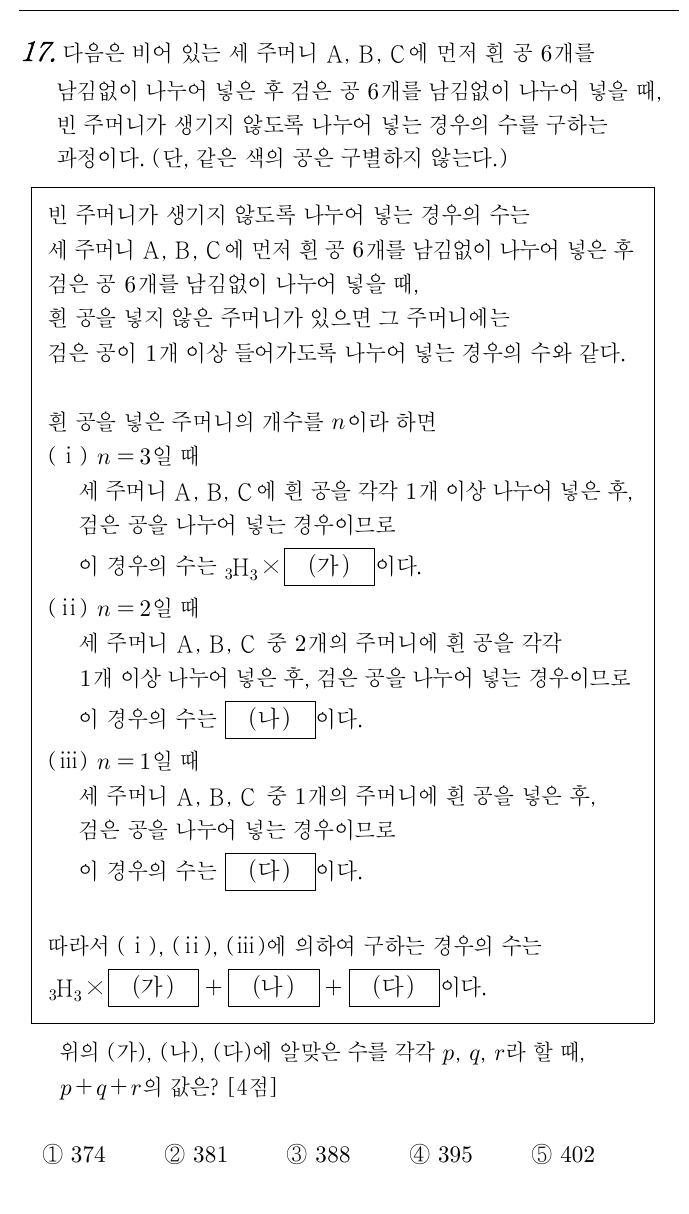 17. 다음은 비어 있는 세 주머니 A, B, C에 먼저 흰 공 6개를
남김없이 나누어 넣은 후 검은 공 6개를 남김없이 나누어 넣을 때,
빈 주머니가 생기지 않도록 나누어 넣는 경우의 수를 구하는
과정이다. (단, 같은 색의 공은 구별하지 않는다.)
빈 주머니가 생기지 않도록 나누어 넣는 경우의 수는
세 주머니 A, B, C에 먼저 흰 공 6개를 남김없이 나누어 넣은 후
검은 공 6개를 남김없이 나누어 넣을 때,
흰 공을 넣지 않은 주머니가 있으면 그 주머니에는
검은 공이 1개 이상 들어가도록 나누어 넣는 경우의 수와 같다.
흰 공을 넣은 주머니의 개수를 n이라 하면
(ⅰ) n=3일 때
세 주머니 A, B, C에 흰 공을 각각 1개 이상 나누어 넣은 후,
검은 공을 나누어 넣는 경우이므로
이 경우의 수는 ₃H₃× (가) 이다.
(ⅱ) n=2일 때
세 주머니 A, B, C 중 2개의 주머니에 흰 공을 각각
1개 이상 나누어 넣은 후, 검은 공을 나누어 넣는 경우이므로
이 경우의 수는 (나) 이다.
(ⅲ) n=1일 때
세 주머니 A, B, C 중 1개의 주머니에 흰 공을 넣은 후,
검은 공을 나누어 넣는 경우이므로
이 경우의 수는 (다) 이다.
따라서 (ⅰ), (ⅱ), (ⅲ)에 의하여 구하는 경우의 수는
₃H₃× (가) + (나) + (다) 이다.
위의 (가), (나), (다)에 알맞은 수를 각각 p, q, r라 할 때,
p+q+r의 값은? [4점]
① 374 ② 381 ③ 388 ④ 395 ⑤ 402